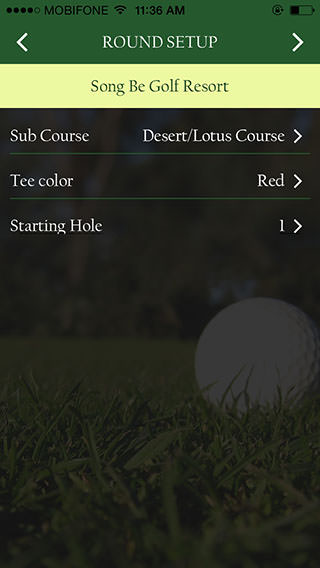 MOBIFONE 11:36 AM
ROUND SETUP
Song Be Golf Resort
Sub Course Desert/Lotus Course
Tee color Red
Starting Hole 1